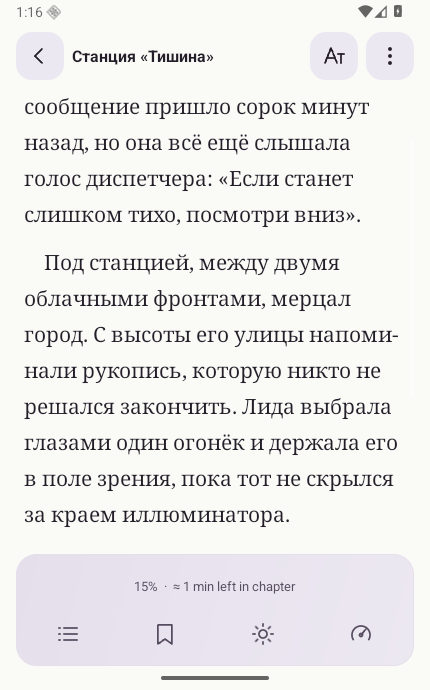 1:16
Станция «Тишина»
Aт
сообщение пришло сорок минут
назад, но она всё ещё слышала
голос диспетчера: «Если станет
слишком тихо, посмотри вниз».
Под станцией, между двумя
облачными фронтами, мерцал
город. С высоты его улицы напоми-
нали рукопись, которую никто не
решался закончить. Лида выбрала
глазами один огонёк и держала его
в поле зрения, пока тот не скрылся
за краем иллюминатора.
15% · ≈ 1 min left in chapter